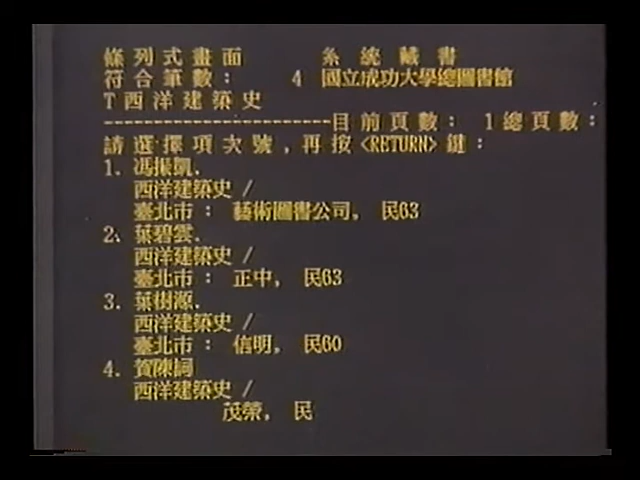 條列式畫面 系統藏書
符合筆數: 4 國立成功大學總圖書館
T西洋建築史
----------------------目前頁數: 1總頁數:
請選擇項次號,再按<RETURN>鍵:
1. 馮振凱.
西洋建築史 /
臺北市: 藝術圖書公司, 民63
2. 葉碧雲.
西洋建築史 /
臺北市: 正中, 民63
3. 葉樹源.
西洋建築史 /
臺北市: 信明, 民60
4. 賀陳詞
西洋建築史 /
茂榮, 民